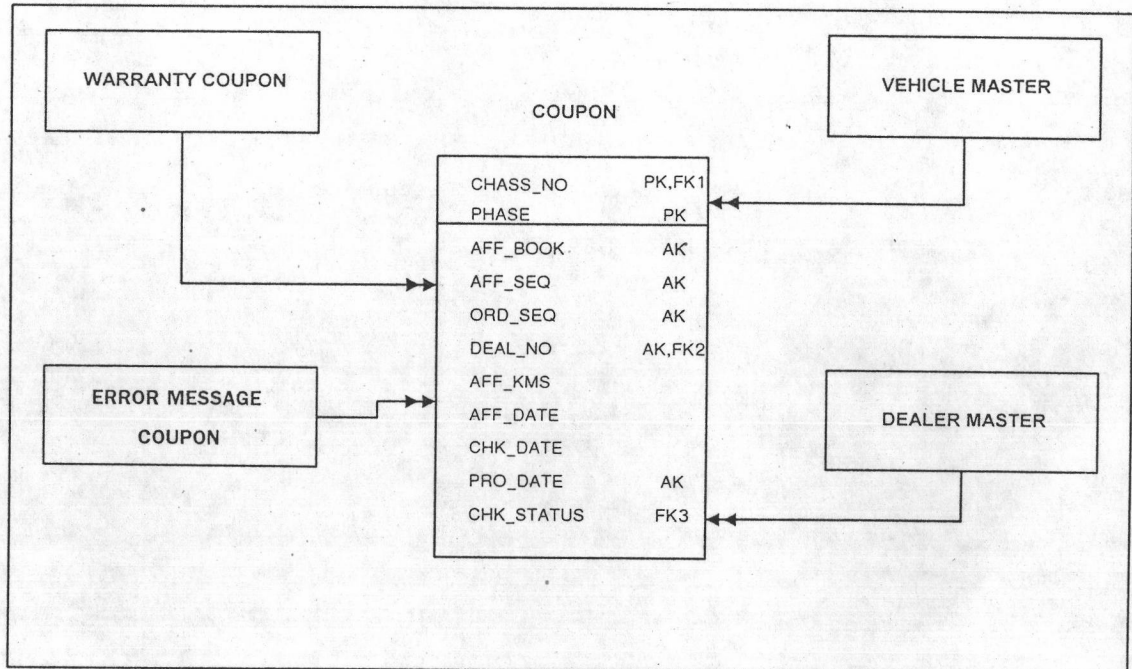 WARRANTY COUPON
VEHICLE MASTER
COUPON
CHASS_NO PK,FK1
PHASE PK
AFF_BOOK AK
AFF_SEQ AK
ORD_SEQ AK
DEAL_NO AK,FK2
AFF_KMS
AFF_DATE
CHK_DATE
PRO_DATE AK
CHK_STATUS FK3
ERROR MESSAGE
COUPON
DEALER MASTER